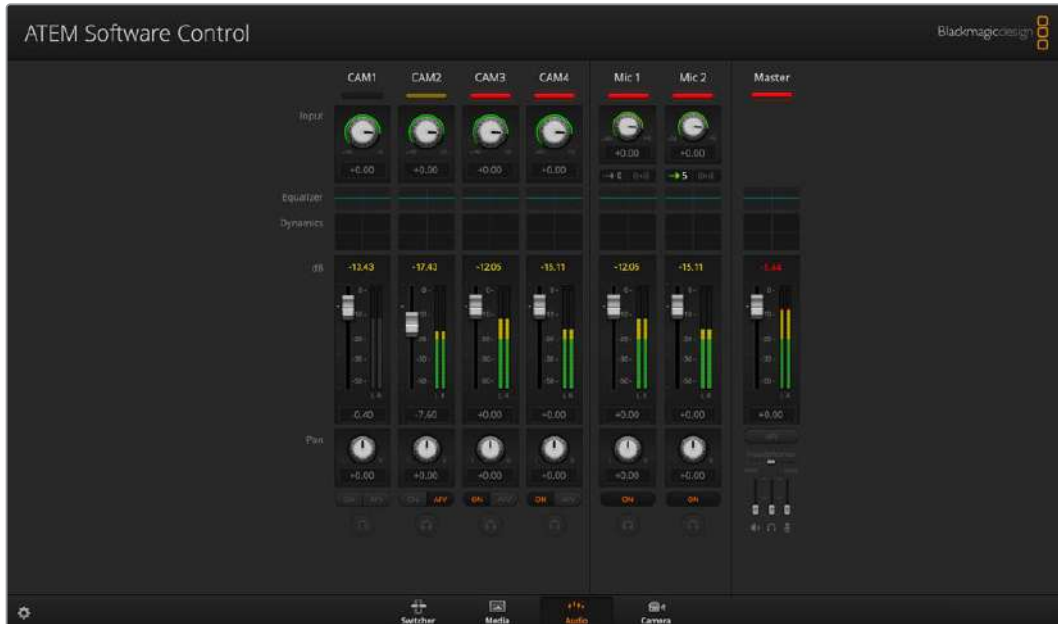 ATEM Software Control
Blackmagicdesign
CAM1 CAM2 CAM3 CAM4 Mic 1 Mic 2 Master
Input
+0.00 +0.00 +0.00 +0.00 +0.00 +0.00
5
Equalizer
Dynamics
dB -13.43 -17.43 -12.05 -15.11 -12.05 -15.11
L R L R L R L R L R L R L R
-0.40 -7.60 +0.00 +0.00 +0.00 +0.00 +0.00
Pan
+0.00 +0.00 +0.00 +0.00 +0.00 +0.00
ON AFV ON AFV ON AFV ON AFV ON ON
Switcher Media Audio Camera